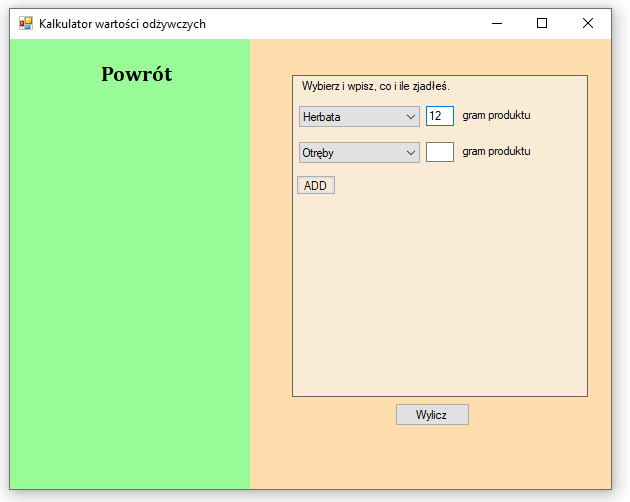 Kalkulator wartości odżywczych
Powrót
Wybierz i wpisz, co i ile zjadłeś.
Herbata 12 gram produktu
Otręby gram produktu
ADD
Wylicz